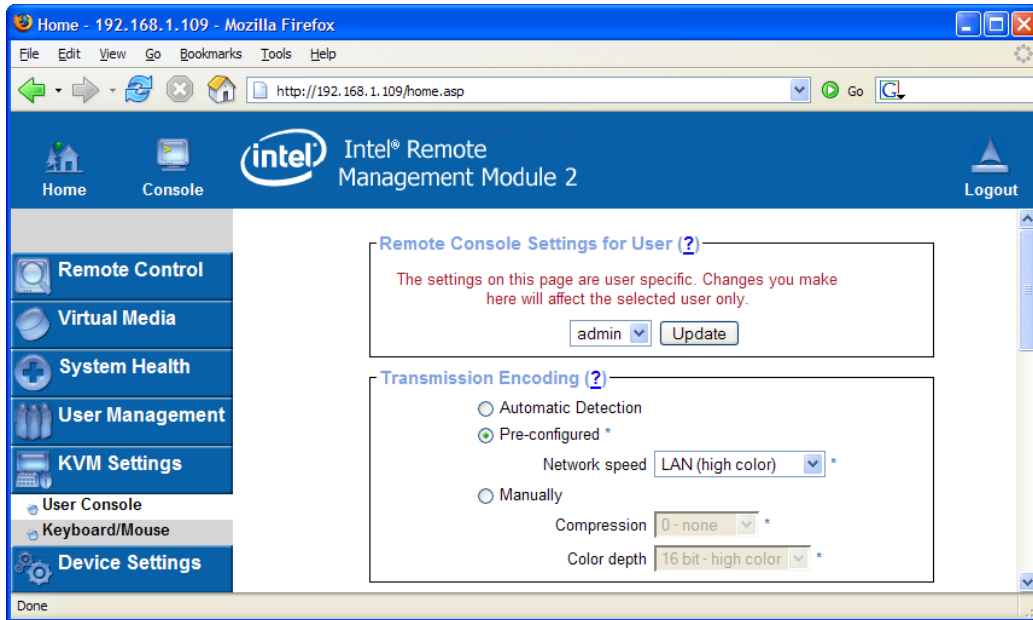 Home - 192.168.1.109 - Mozilla Firefox
File Edit View Go Bookmarks Tools Help
http://192.168.1.109/home.asp Go G
Home Console intel® Intel® Remote
Management Module 2
Logout
Remote Control
Virtual Media
System Health
User Management
KVM Settings
User Console
Keyboard/Mouse
Device Settings
Remote Console Settings for User (?)
The settings on this page are user specific. Changes you make
here will affect the selected user only.
admin Update
Transmission Encoding (?)
Automatic Detection
Pre-configured *
Network speed LAN (high color) *
Manually
Compression 0 - none *
Color depth 16 bit - high color *
Done